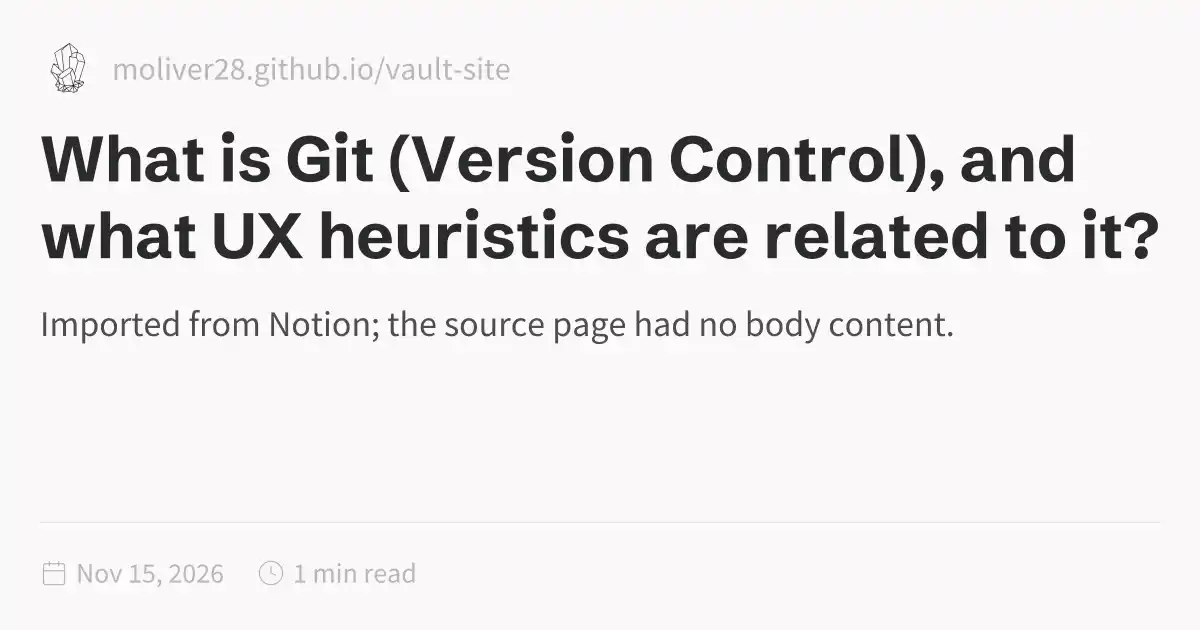 moliver28.github.io/vault-site
What is Git (Version Control), and
what UX heuristics are related to it?
Imported from Notion; the source page had no body content.
Nov 15, 2026 1 min read